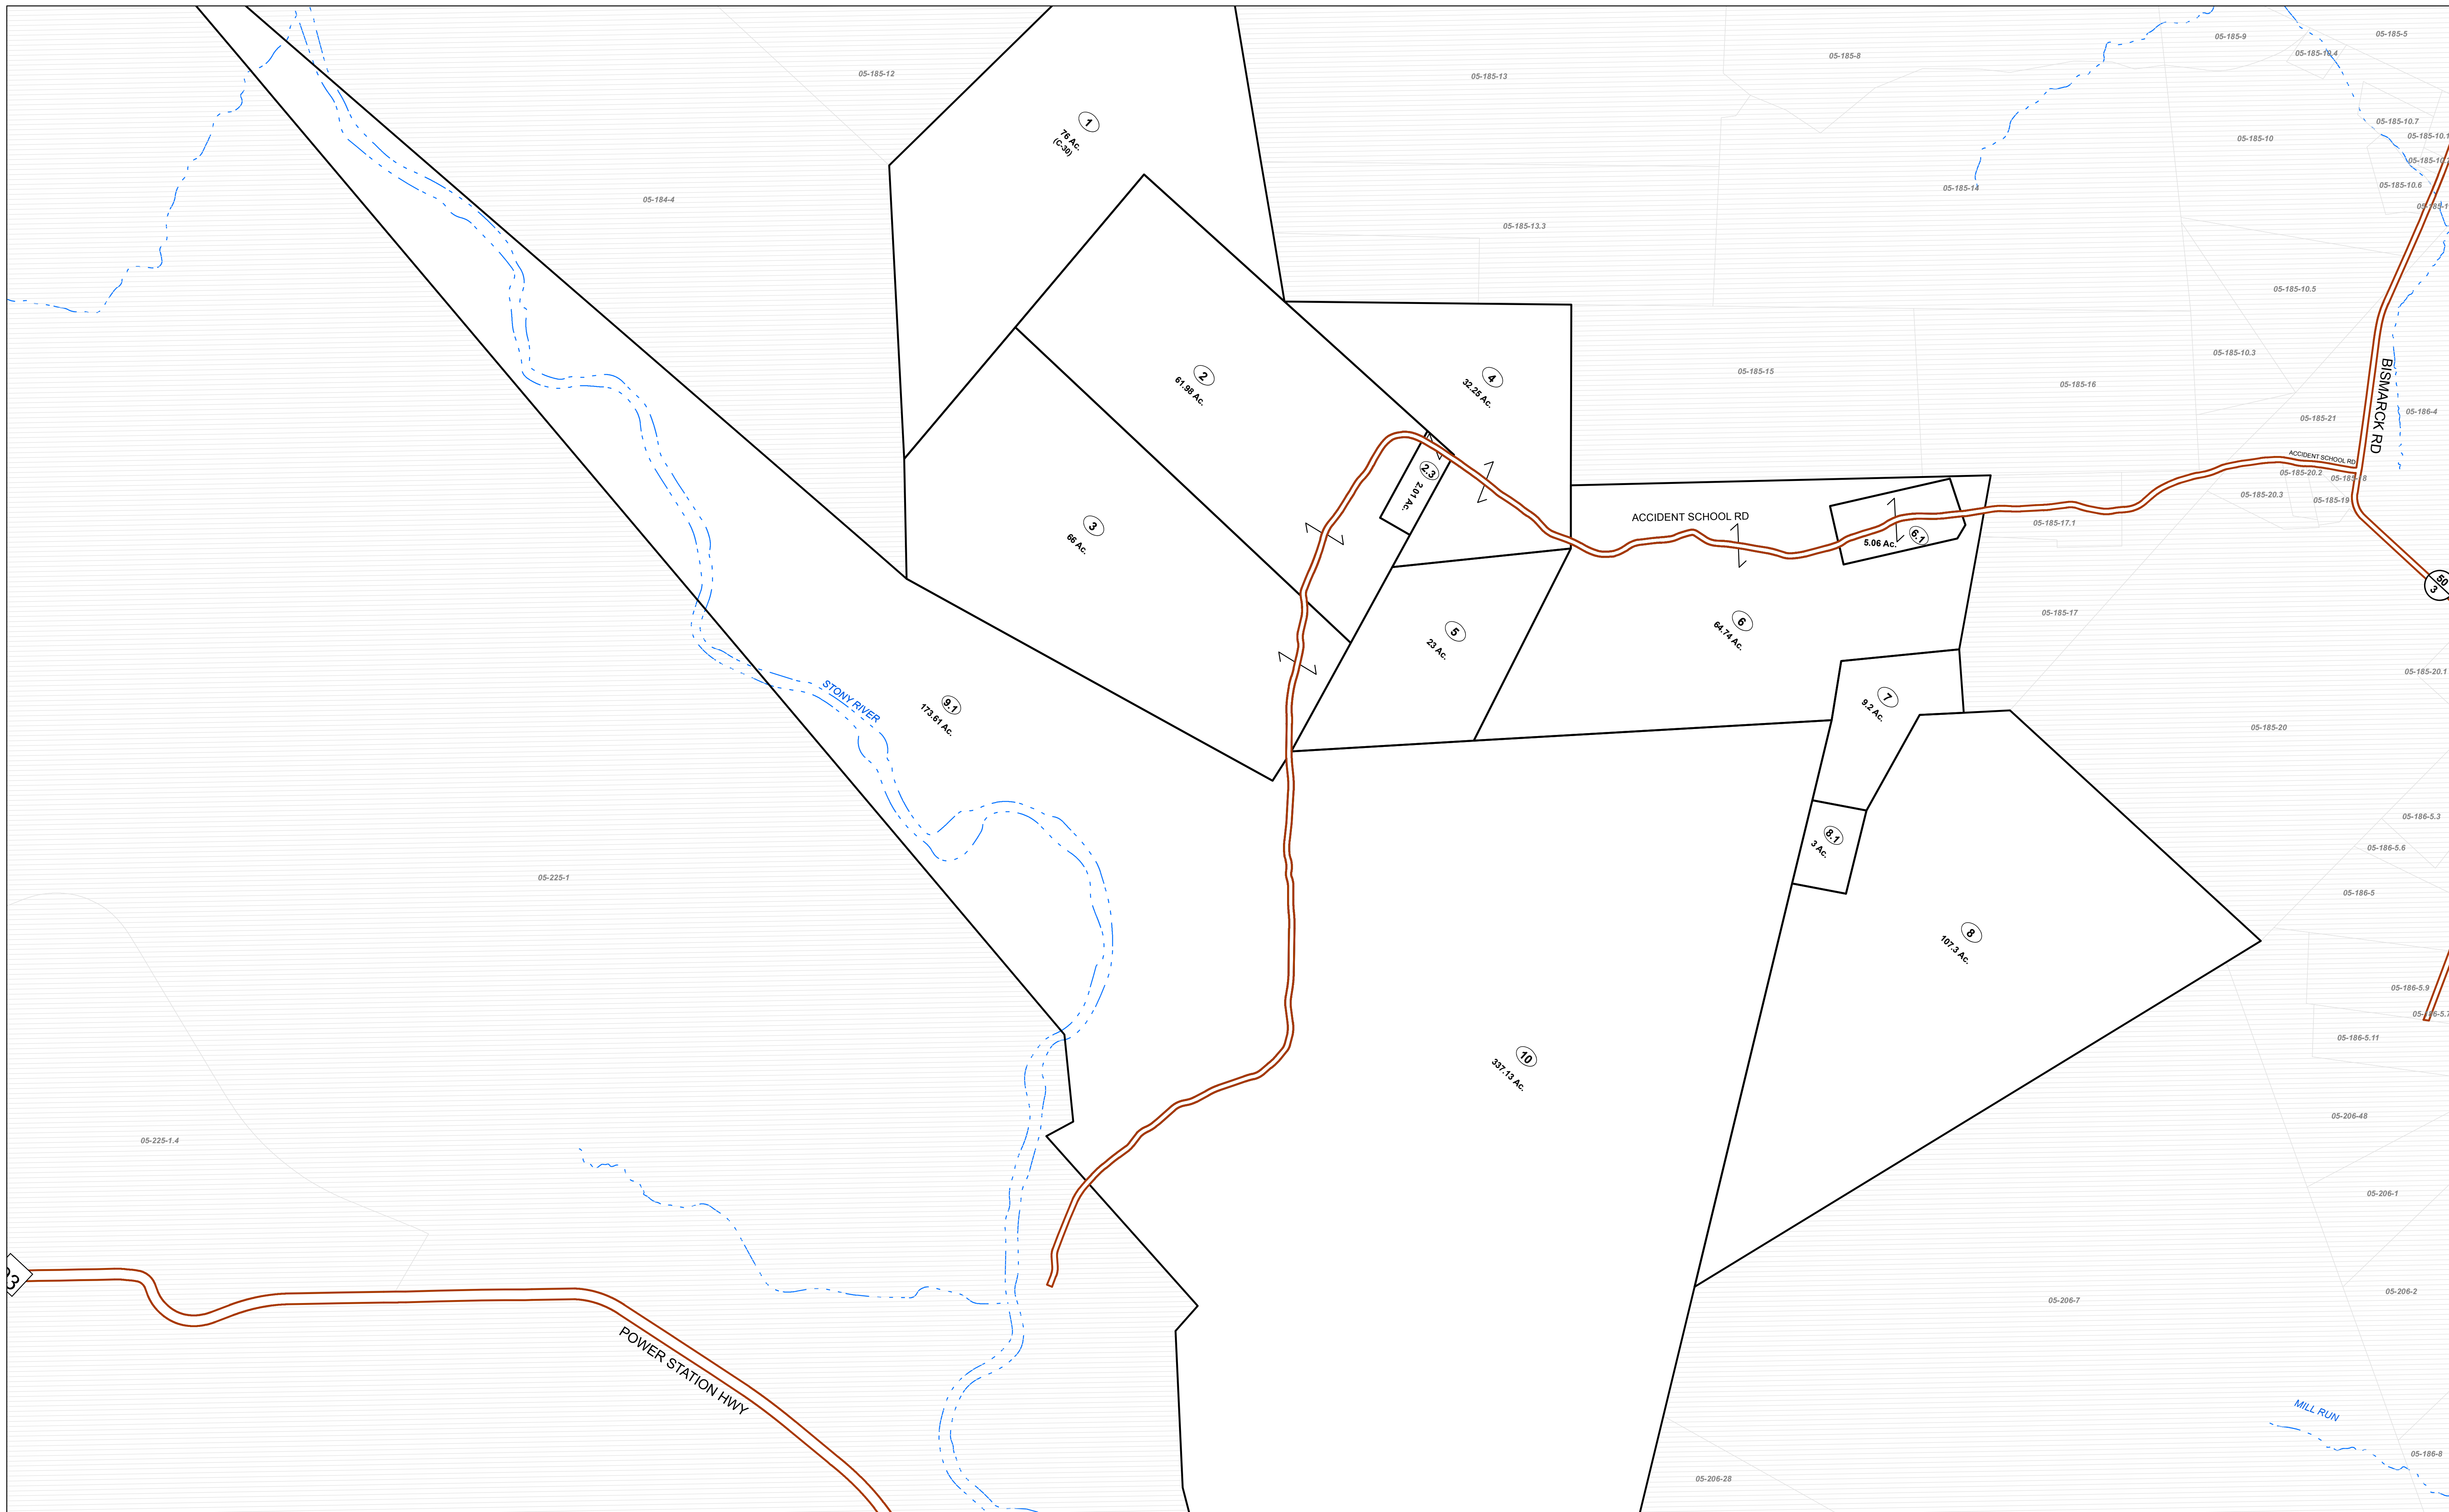 05-185-9
05-185-5
05-185-10.4
05-185-8
05-185-12
05-185-13
05-185-10.7
1
76 Ac.
(C-30)
05-185-10
05-185-10.6
05-185-14
05-184-4
05-185-13.3
05-185-10.5
05-185-10.3
05-185-15
05-185-16
BISMARCK RD
2
61.98 Ac.
4
32.25 Ac.
05-186-4
05-185-21
ACCIDENT SCHOOL RD
2.3
2.01 Ac.
05-185-20.2
05-185-20.3
05-185-19
ACCIDENT SCHOOL RD
3
66 Ac.
05-185-17.1
6.1
5.06 Ac.
50
3
05-185-17
6
64.74 Ac.
5
23 Ac.
05-185-20.1
STONY RIVER
9.1
173.61 Ac.
7
9.2 Ac.
05-185-20
05-186-5.3
8.1
3 Ac.
05-186-5.6
05-225-1
05-186-5
8
107.3 Ac.
05-186-5.9
05-186-5.11
10
337.13 Ac.
05-206-48
05-225-1.4
05-206-1
05-206-2
05-206-7
POWER STATION HWY
MILL RUN
05-186-8
05-206-28